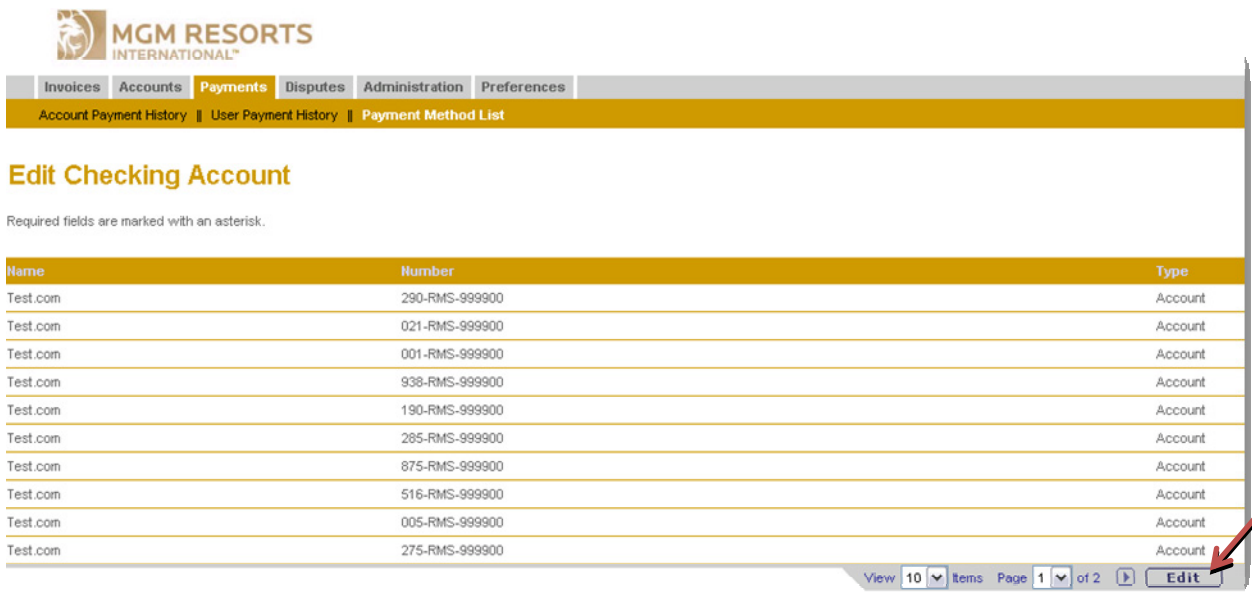 MGM RESORTS
INTERNATIONAL™
Invoices Accounts Payments Disputes Administration Preferences
Account Payment History || User Payment History || Payment Method List
Edit Checking Account
Required fields are marked with an asterisk.
Name Number Type
Test.com 290-RMS-999900 Account
Test.com 021-RMS-999900 Account
Test.com 001-RMS-999900 Account
Test.com 938-RMS-999900 Account
Test.com 190-RMS-999900 Account
Test.com 285-RMS-999900 Account
Test.com 875-RMS-999900 Account
Test.com 516-RMS-999900 Account
Test.com 005-RMS-999900 Account
Test.com 275-RMS-999900 Account
View 10 Items Page 1 of 2 Edit